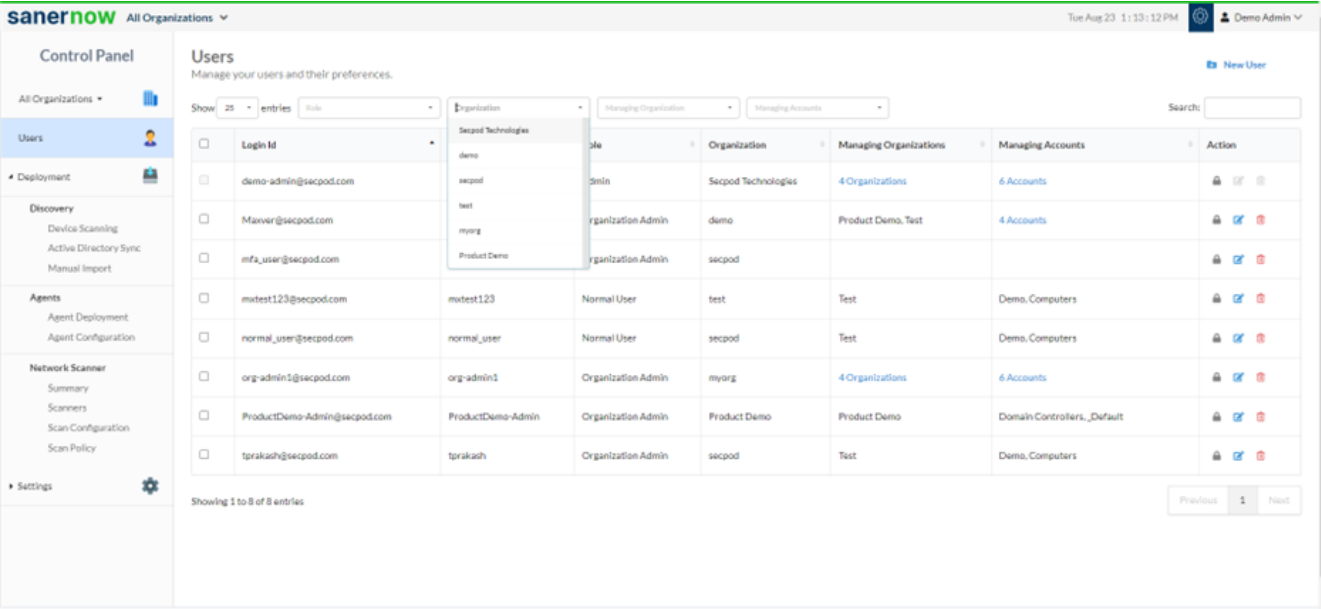 sanernow All Organizations
Tue Aug 23 1:13:12 PM Demo Admin
Control Panel
All Organizations
Users
Deployment
Discovery
Device Scanning
Active Directory Sync
Manual Import
Agents
Agent Deployment
Agent Configuration
Network Scanner
Summary
Scanners
Scan Configuration
Scan Policy
Settings
Users
Manage your users and their preferences.
New User
Show 25 entries Role Organization Managing Organization Managing Accounts Search:
Secpod Technologies
demo
secpod
test
myorg
Product Demo
Login Id ole Organization Managing Organizations Managing Accounts Action
demo-admin@secpod.com dmin Secpod Technologies 4 Organizations 6 Accounts
Maxver@secpod.com rganization Admin demo Product Demo, Test 4 Accounts
mfa_user@secpod.com rganization Admin secpod
mxtest123@secpod.com mxtest123 Normal User test Test Demo, Computers
normal_user@secpod.com normal_user Normal User secpod Test Demo, Computers
org-admin1@secpod.com org-admin1 Organization Admin myorg 4 Organizations 6 Accounts
ProductDemo-Admin@secpod.com ProductDemo-Admin Organization Admin Product Demo Product Demo Domain Controllers, _Default
tprakash@secpod.com tprakash Organization Admin secpod Test Demo, Computers
Showing 1 to 8 of 8 entries
Previous 1 Next